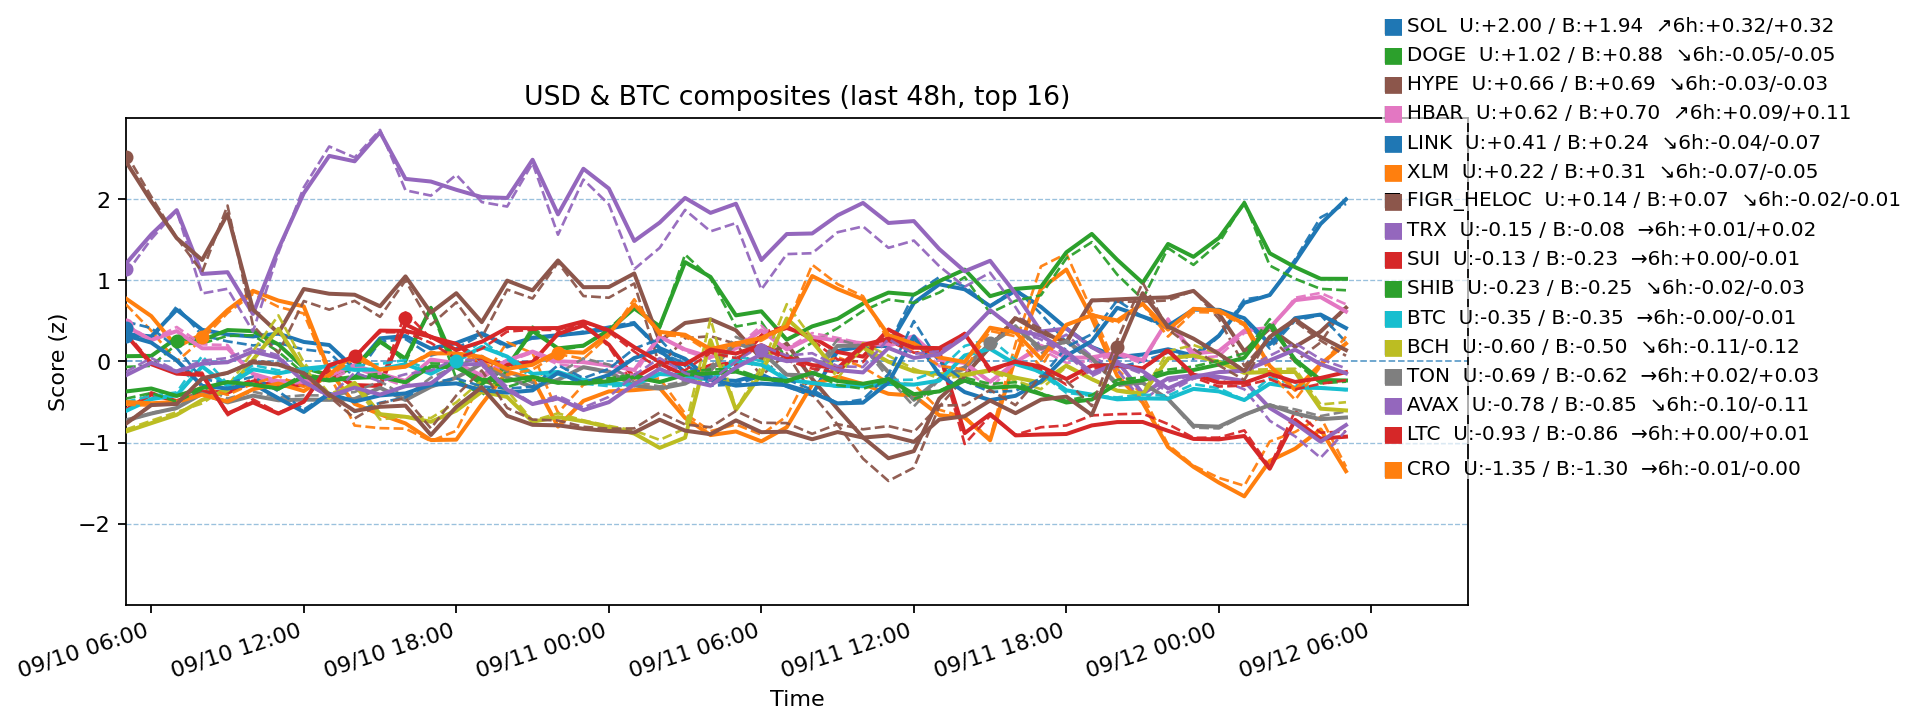 SOL U:+2.00 / B:+1.94 ↗6h:+0.32/+0.32
DOGE U:+1.02 / B:+0.88 ↘6h:-0.05/-0.05
HYPE U:+0.66 / B:+0.69 ↘6h:-0.03/-0.03
HBAR U:+0.62 / B:+0.70 ↗6h:+0.09/+0.11
LINK U:+0.41 / B:+0.24 ↘6h:-0.04/-0.07
XLM U:+0.22 / B:+0.31 ↘6h:-0.07/-0.05
FIGR_HELOC U:+0.14 / B:+0.07 ↘6h:-0.02/-0.01
TRX U:-0.15 / B:-0.08 →6h:+0.01/+0.02
SUI U:-0.13 / B:-0.23 →6h:+0.00/-0.01
SHIB U:-0.23 / B:-0.25 ↘6h:-0.02/-0.03
BTC U:-0.35 / B:-0.35 →6h:-0.00/-0.01
BCH U:-0.60 / B:-0.50 ↘6h:-0.11/-0.12
TON U:-0.69 / B:-0.62 →6h:+0.02/+0.03
AVAX U:-0.78 / B:-0.85 ↘6h:-0.10/-0.11
LTC U:-0.93 / B:-0.86 →6h:+0.00/+0.01
CRO U:-1.35 / B:-1.30 →6h:-0.01/-0.00
USD & BTC composites (last 48h, top 16)
Score (z)
2
1
0
−1
−2
09/10 06:00
09/10 12:00
09/10 18:00
09/11 00:00
09/11 06:00
09/11 12:00
09/11 18:00
09/12 00:00
09/12 06:00
Time